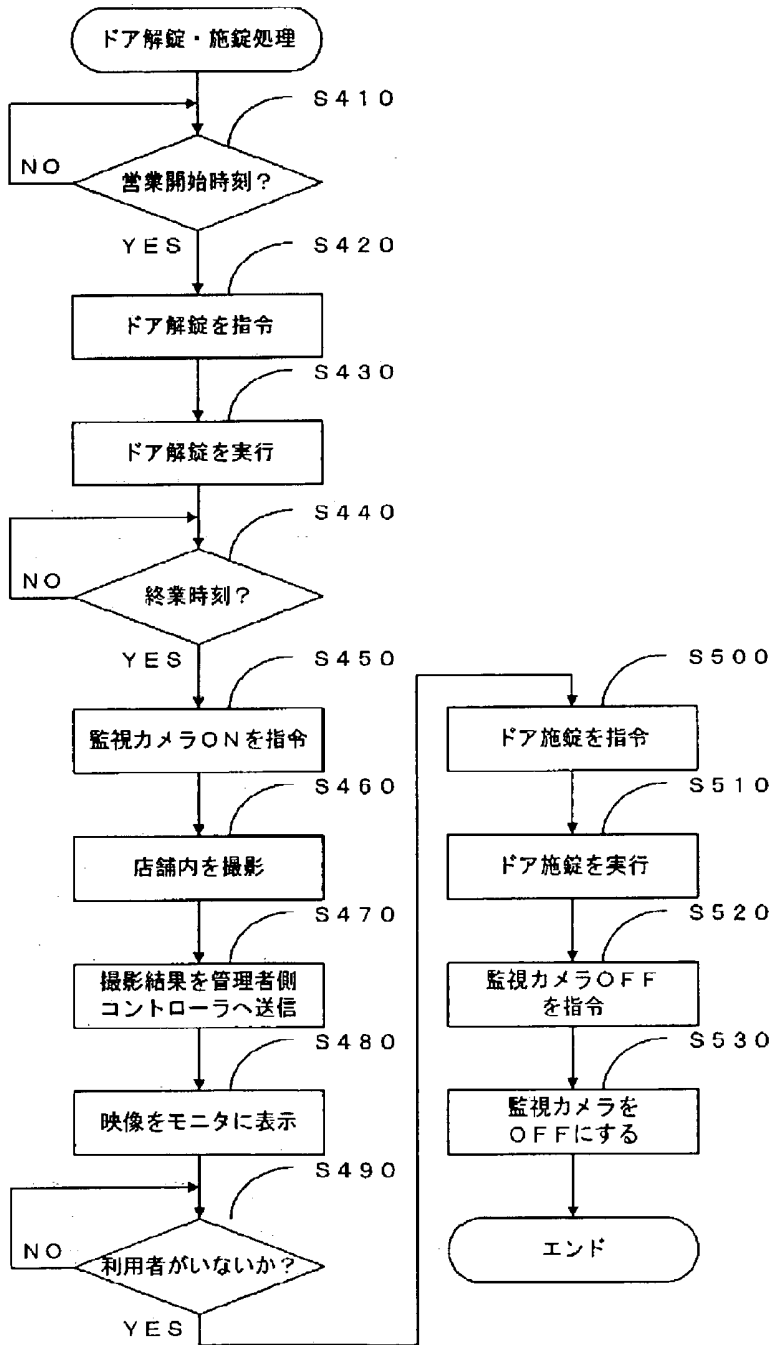 ドア解錠・施錠処理
S410
NO
営業開始時刻?
YES
S420
ドア解錠を指令
S430
ドア解錠を実行
S440
NO
終業時刻?
YES
S450
監視カメラONを指令
S460
店舗内を撮影
S470
撮影結果を管理者側
コントローラへ送信
S480
映像をモニタに表示
S490
NO
利用者がいないか?
YES
S500
ドア施錠を指令
S510
ドア施錠を実行
S520
監視カメラOFF
を指令
S530
監視カメラを
OFFにする
エンド